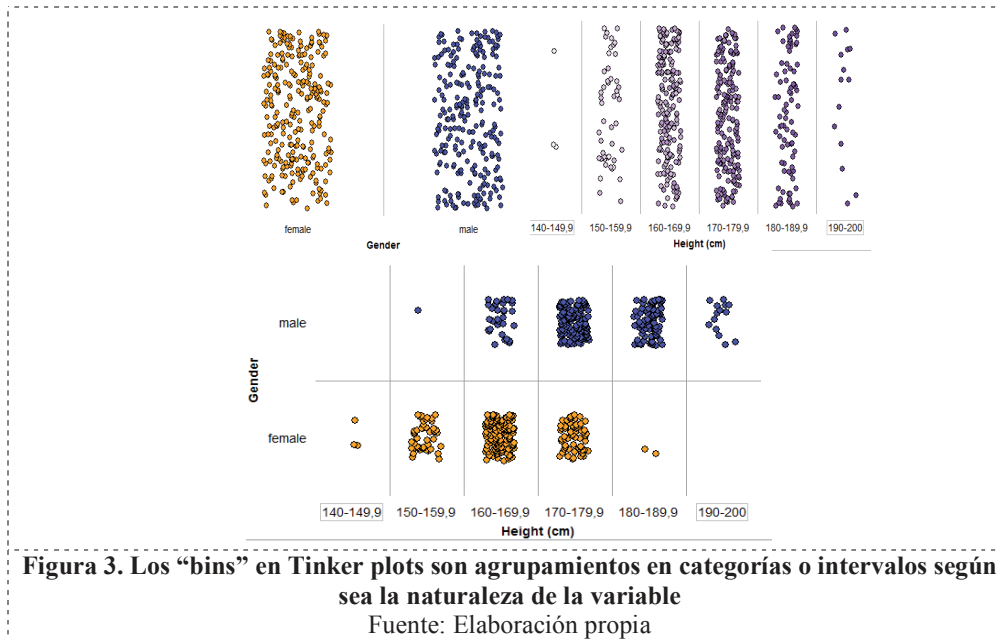 female
male
Gender
140-149,9
150-159,9
160-169,9
170-179,9
180-189,9
190-200
Height (cm)
male
female
Gender
140-149,9
150-159,9
160-169,9
170-179,9
180-189,9
190-200
Height (cm)
Figura 3. Los “bins” en Tinker plots son agrupamientos en categorías o intervalos según
sea la naturaleza de la variable
Fuente: Elaboración propia